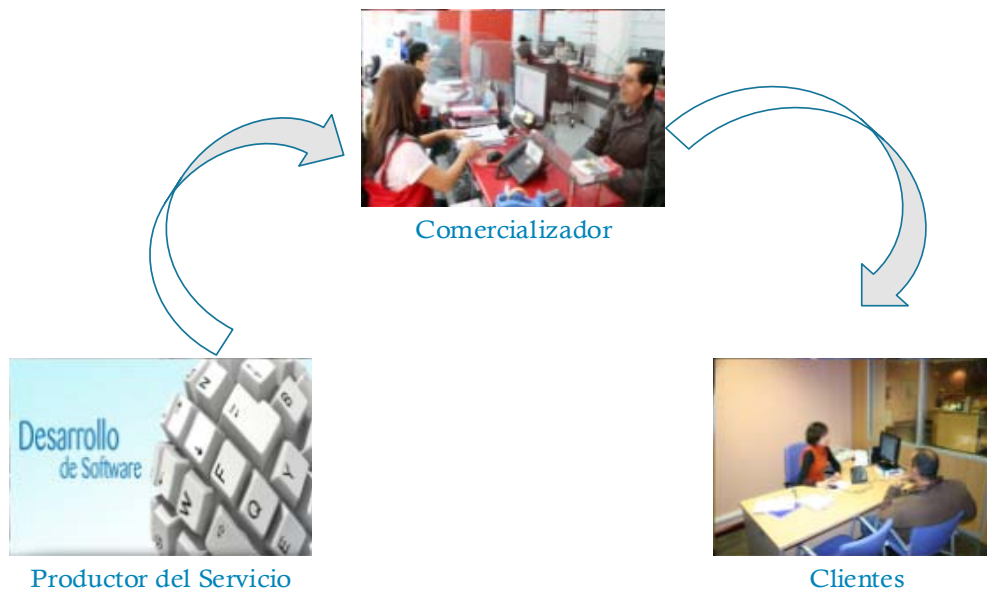 Comercializador
Desarrollo
de Software
Productor del Servicio
Clientes